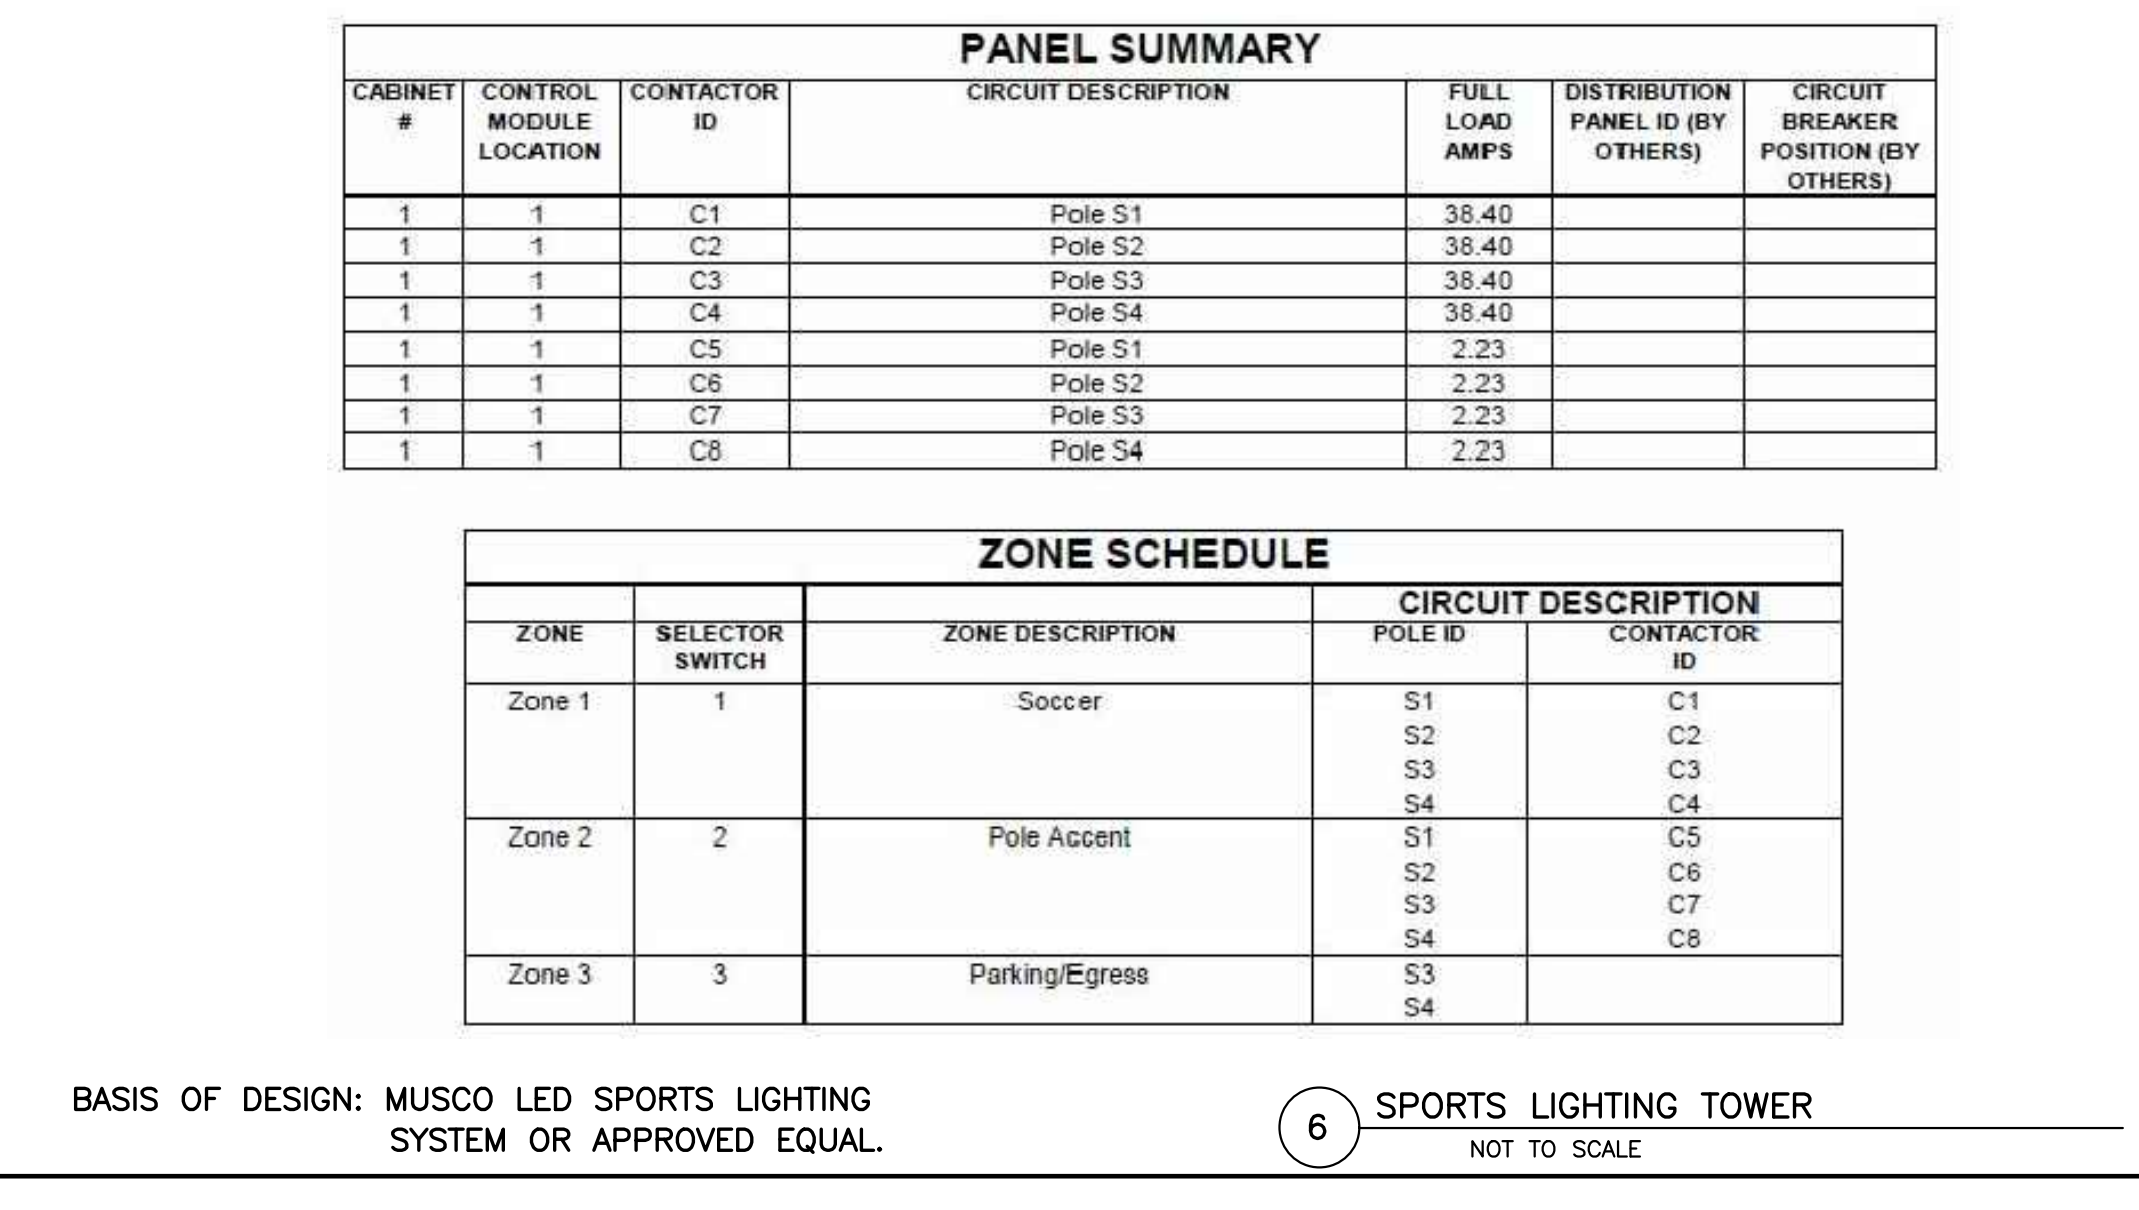 PANEL SUMMARY
CABINET # CONTROL MODULE LOCATION CONTACTOR ID CIRCUIT DESCRIPTION FULL LOAD AMPS DISTRIBUTION PANEL ID (BY OTHERS) CIRCUIT BREAKER POSITION (BY OTHERS)
1 1 C1 Pole S1 38.40
1 1 C2 Pole S2 38.40
1 1 C3 Pole S3 38.40
1 1 C4 Pole S4 38.40
1 1 C5 Pole S1 2.23
1 1 C6 Pole S2 2.23
1 1 C7 Pole S3 2.23
1 1 C8 Pole S4 2.23
ZONE SCHEDULE
CIRCUIT DESCRIPTION
ZONE SELECTOR SWITCH ZONE DESCRIPTION POLE ID CONTACTOR ID
Zone 1 1 Soccer S1 C1
S2 C2
S3 C3
S4 C4
Zone 2 2 Pole Accent S1 C5
S2 C6
S3 C7
S4 C8
Zone 3 3 Parking/Egress S3
S4
BASIS OF DESIGN: MUSCO LED SPORTS LIGHTING
SYSTEM OR APPROVED EQUAL.
6 SPORTS LIGHTING TOWER
NOT TO SCALE